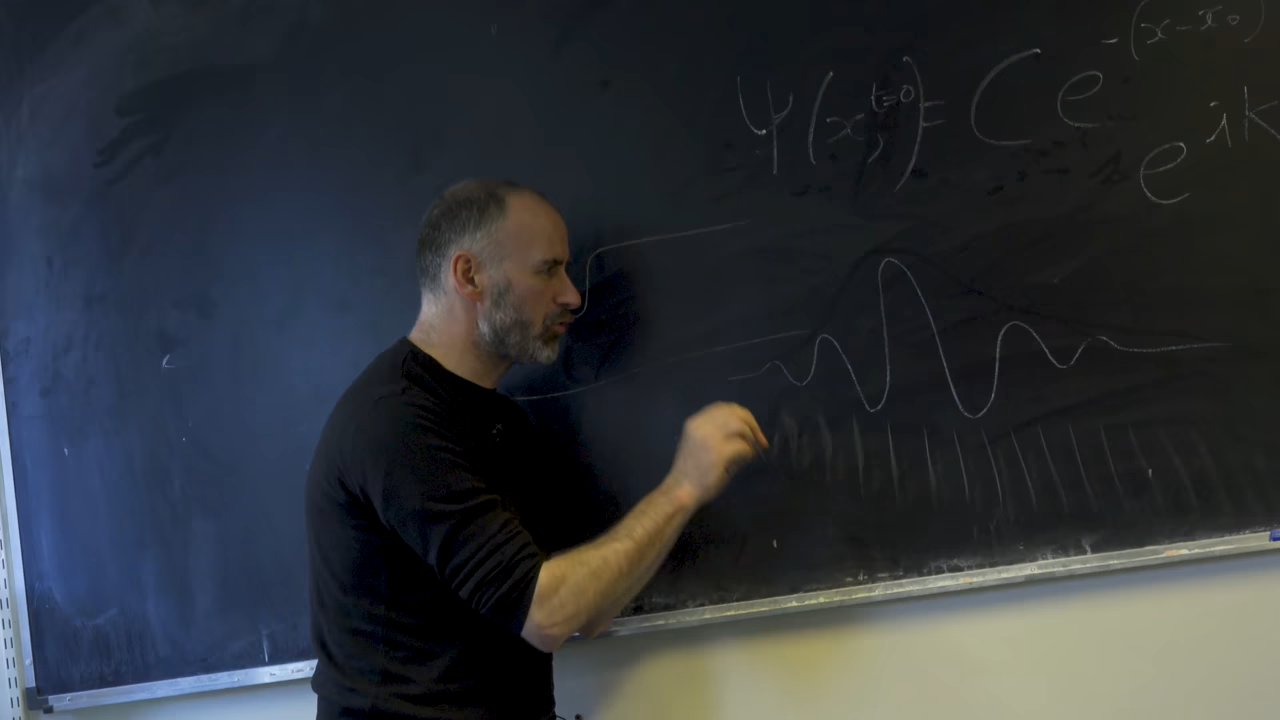 ψ(x,t=0)= Ce^-(x-x₀)
e^ik